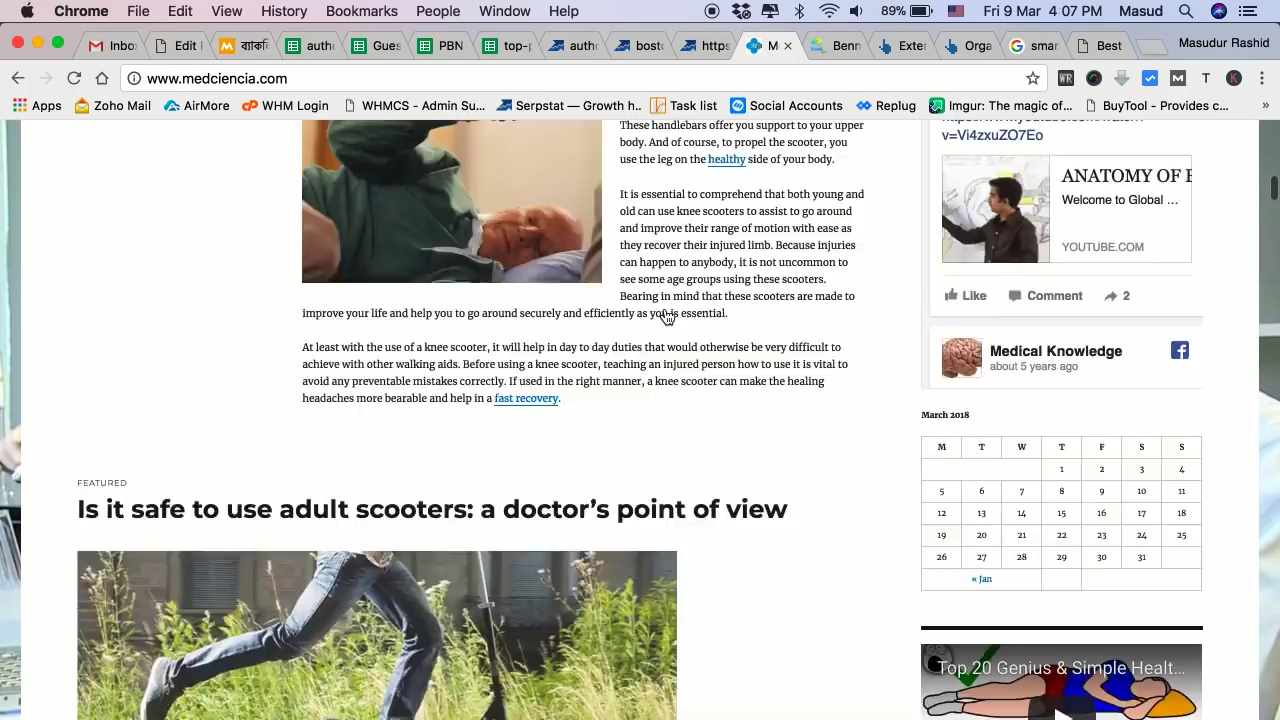 Chrome File Edit View History Bookmarks People Window Help 89% Fri 9 Mar 4:07 PM Masud
Inbo Edit ব্যাকি auth Gues PBN top-p auth bost https M Benn Exter Orga smar Best Masudur Rashid
www.medciencia.com
Apps Zoho Mail AirMore WHM Login WHMCS - Admin Su... Serpstat — Growth h.. Task list Social Accounts Replug Imgur: The magic of... BuyTool - Provides c... »
These handlebars offer you support to your upper
body. And of course, to propel the scooter, you
use the leg on the healthy side of your body.
It is essential to comprehend that both young and
old can use knee scooters to assist to go around
and improve their range of motion with ease as
they recover their injured limb. Because injuries
can happen to anybody, it is not uncommon to
see some age groups using these scooters.
Bearing in mind that these scooters are made to
improve your life and help you to go around securely and efficiently as you is essential.
At least with the use of a knee scooter, it will help in day to day duties that would otherwise be very difficult to
achieve with other walking aids. Before using a knee scooter, teaching an injured person how to use it is vital to
avoid any preventable mistakes correctly. If used in the right manner, a knee scooter can make the healing
headaches more bearable and help in a fast recovery.
FEATURED
Is it safe to use adult scooters: a doctor's point of view
v=Vi4zxuZO7Eo
ANATOMY OF
Welcome to Global ...
YOUTUBE.COM
Like Comment 2
Medical Knowledge
about 5 years ago
March 2018
M T W T F S S
1 2 3 4
5 6 7 8 9 10 11
12 13 14 15 16 17 18
19 20 21 22 23 24 25
26 27 28 29 30 31
« Jan
Top 20 Genius & Simple Healt...